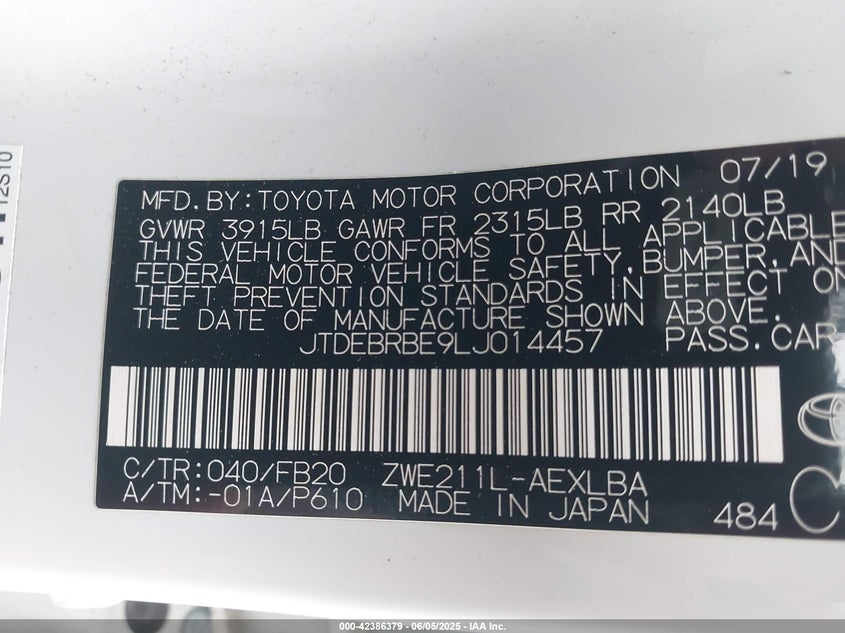 12S10
MFD. BY: TOYOTA MOTOR CORPORATION 07/19
GVWR 3915LB GAWR FR 2315LB RR 2140LB
THIS VEHICLE CONFORMS TO ALL APPLICABLE
FEDERAL MOTOR VEHICLE SAFETY, BUMPER, AND
THEFT PREVENTION STANDARDS IN EFFECT ON
THE DATE OF MANUFACTURE SHOWN ABOVE.
JTDEBRBE9LJ014457 PASS. CAR
C/TR: 040/FB20 ZWE211L-AEXLBA
A/TM: -01A/P610 MADE IN JAPAN 484
000-42386379 - 06/05/2025 - IAA Inc.